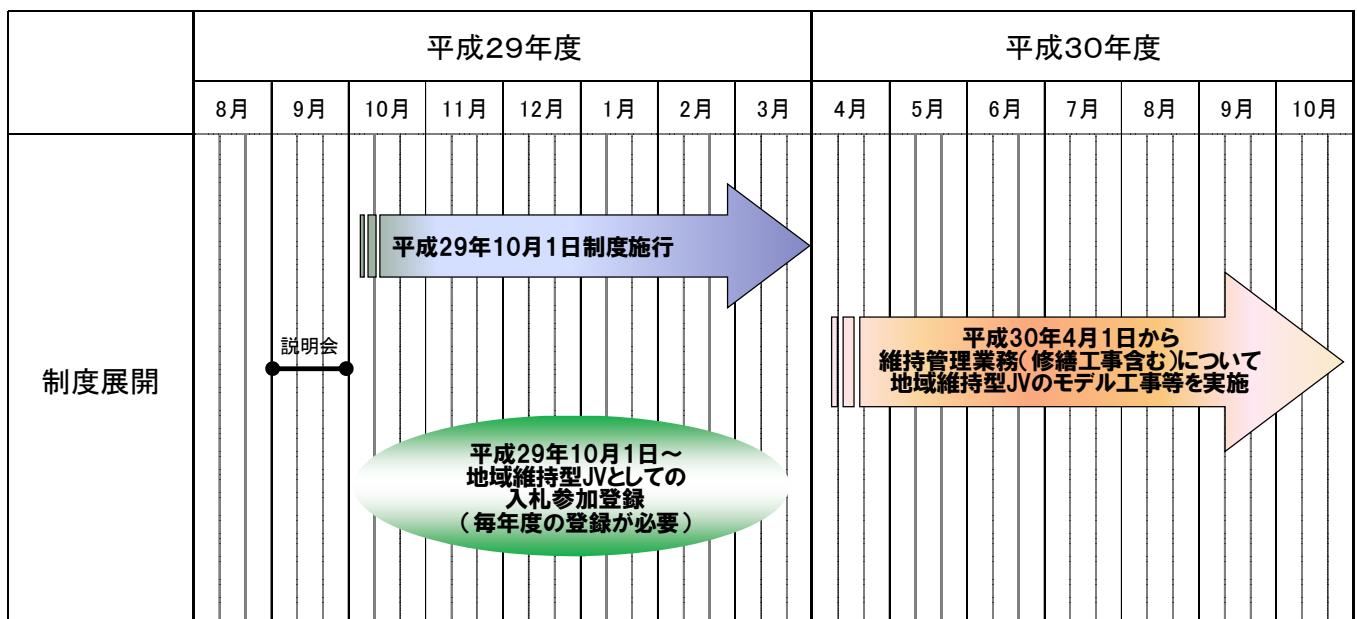 平成29年度
平成30年度
8月 9月 10月 11月 12月 1月 2月 3月 4月 5月 6月 7月 8月 9月 10月
制度展開
平成29年10月1日制度施行
説明会
平成30年4月1日から
維持管理業務(修繕工事含む)について
地域維持型JVのモデル工事等を実施
平成29年10月1日～
地域維持型JVとしての
入札参加登録
(毎年度の登録が必要)